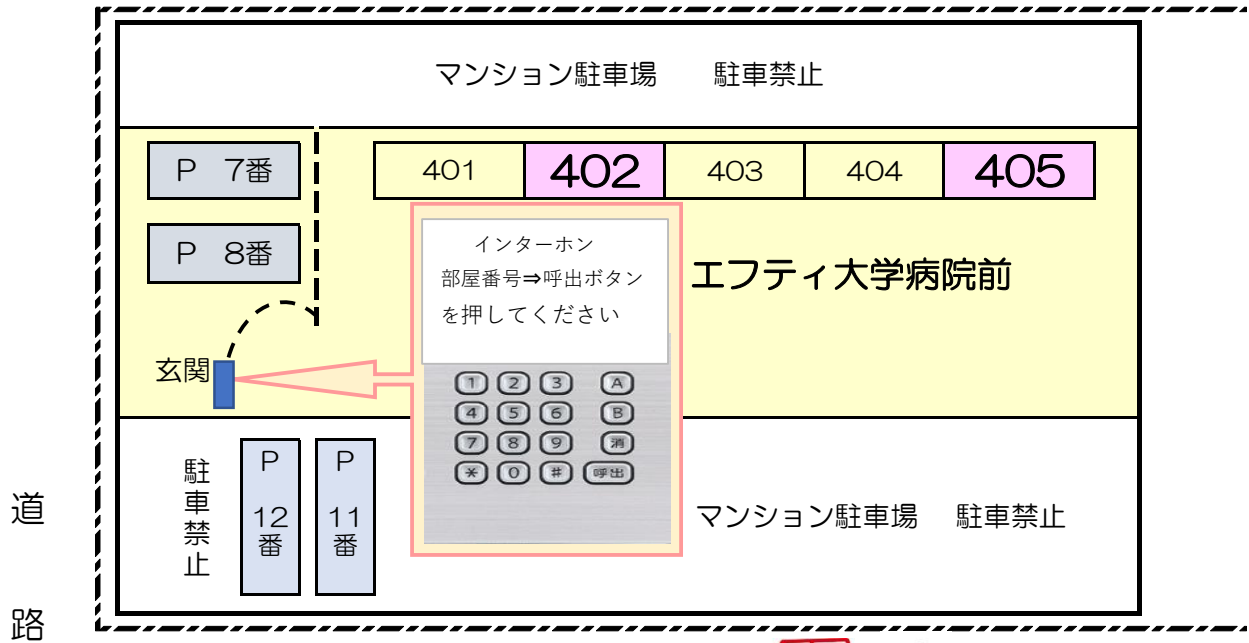 マンション駐車場　駐車禁止
P　7番
401　402　403　404　405
P　8番
インターホン
部屋番号⇒呼出ボタン
を押してください
エフティ大学病院前
玄関
1 2 3 A
4 5 6 B
7 8 9 消
* 0 # 呼出
駐車禁止
P 12番
P 11番
マンション駐車場　駐車禁止
道路